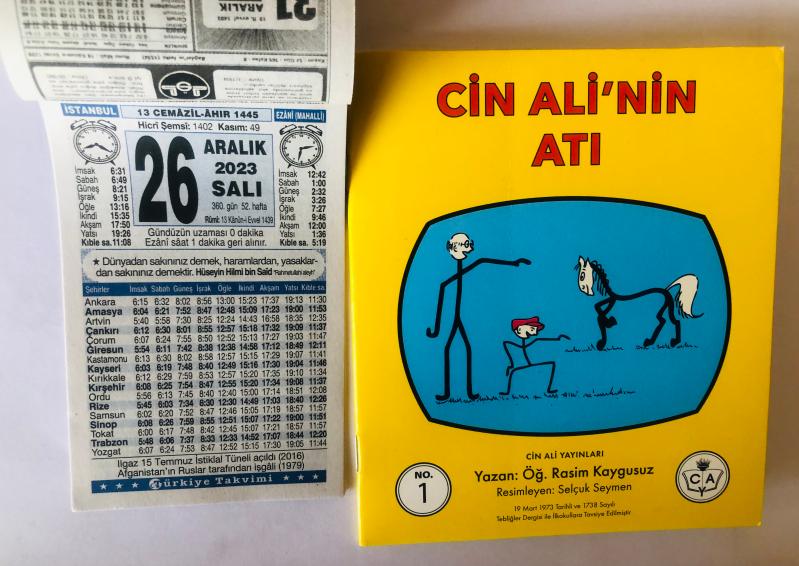 31
ARALIK
İSTANBUL
13 CEMÂZİL-ÂHIR 1445
EZÂNÎ (MAHALLÎ)
Hicrî Şemsî: 1402 Kasım: 49
26
ARALIK
2023
SALI
360. gün 52. hafta
Rûmî: 13 Kânûn-i Evvel 1439
İmsak 6:31
Sabah 6:49
Güneş 8:21
İşrak 9:15
Öğle 13:16
İkindi 15:35
Akşam 17:50
Yatsı 19:26
Kıble sa. 11:08
İmsak 12:42
Sabah 1:00
Güneş 2:32
İşrak 3:26
Öğle 7:27
İkindi 9:46
Akşam 12:00
Yatsı 1:36
Kıble sa. 5:19
Gündüzün uzaması 0 dakika
Ezânî sâat 1 dakika geri alınır.
★ Dünyadan sakınınız demek, haramlardan, yasaklar-
dan sakınınız demektir. Hüseyin Hilmi bin Saîd "Rahmetullahi aleyh"
Şehirler İmsak Sabah Güneş İşrak Öğle İkindi Akşam Yatsı Kıble sa.
Ankara 6:15 6:32 8:02 8:56 13:00 15:23 17:37 19:13 11:30
Amasya 6:04 6:21 7:52 8:47 12:48 15:09 17:23 19:00 11:53
Artvin 5:40 5:58 7:30 8:25 12:24 14:43 16:58 18:35 12:35
Çankırı 6:12 6:30 8:01 8:55 12:57 15:18 17:32 19:09 11:37
Çorum 6:07 6:24 7:55 8:50 12:52 15:13 17:27 19:03 11:47
Giresun 5:54 6:11 7:42 8:38 12:38 14:58 17:12 18:49 12:11
Kastamonu 6:13 6:30 8:02 8:58 12:57 15:15 17:29 19:07 11:41
Kayseri 6:03 6:19 7:48 8:40 12:49 15:16 17:30 19:04 11:48
Kırıkkale 6:12 6:29 7:59 8:53 12:57 15:20 17:35 19:10 11:34
Kırşehir 6:08 6:25 7:54 8:47 12:55 15:20 17:34 19:08 11:37
Ordu 5:56 6:13 7:45 8:40 12:40 15:00 17:14 18:51 12:08
Rize 5:45 6:03 7:34 8:30 12:30 14:49 17:03 18:40 12:26
Samsun 6:02 6:20 7:52 8:47 12:46 15:05 17:19 18:57 11:57
Sinop 6:08 6:26 7:59 8:55 12:51 15:07 17:22 19:00 11:51
Tokat 6:00 6:17 7:48 8:42 12:45 15:07 17:21 18:57 11:57
Trabzon 5:48 6:06 7:37 8:33 12:33 14:52 17:07 18:44 12:20
Yozgat 6:07 6:24 7:53 8:47 12:52 15:15 17:30 19:05 11:44
Ilgaz 15 Temmuz İstiklal Tüneli açıldı (2016)
Afganistan'ın Ruslar tarafından işgâli (1979)
Türkiye Takvimi
CİN ALİ'NİN
ATI
CİN ALİ YAYINLARI
NO.
1
Yazan: Öğ. Rasim Kaygusuz
Resimleyen: Selçuk Seymen
19 Mart 1973 Tarihli ve 1738 Sayılı
Tebliğler Dergisi ile İlkokullara Tavsiye Edilmiştir
C A